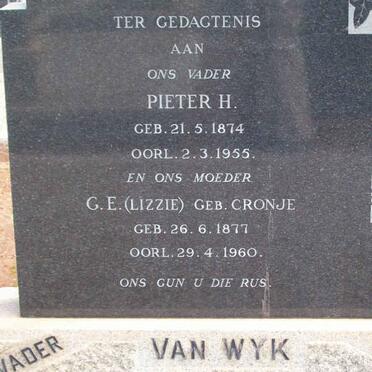 TER GEDAGTENIS
AAN
ONS VADER
PIETER H.
GEB. 21.5.1874
OORL. 2.3.1955.
EN ONS MOEDER
G.E. (LIZZIE) GEB. CRONJE
GEB. 26.6.1877
OORL. 29.4.1960.
ONS GUN U DIE RUS.
VADER
VAN WYK